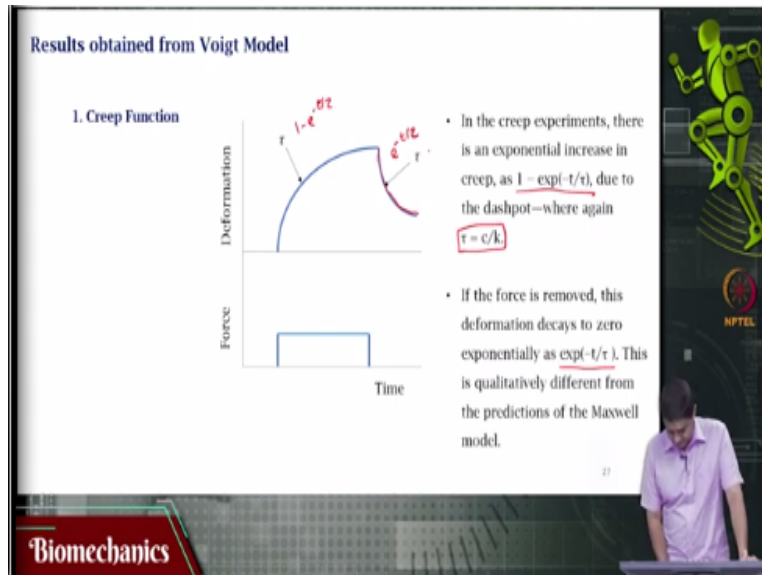 Results obtained from Voigt Model
1. Creep Function
τ
1-e^-t/τ
e^-t/τ
τ
Deformation
Force
Time
• In the creep experiments, there
is an exponential increase in
creep, as 1 − exp(−t/τ), due to
the dashpot—where again
τ = c/k.
• If the force is removed, this
deformation decays to zero
exponentially as exp(−t/τ ). This
is qualitatively different from
the predictions of the Maxwell
model.
27
NPTEL
Biomechanics